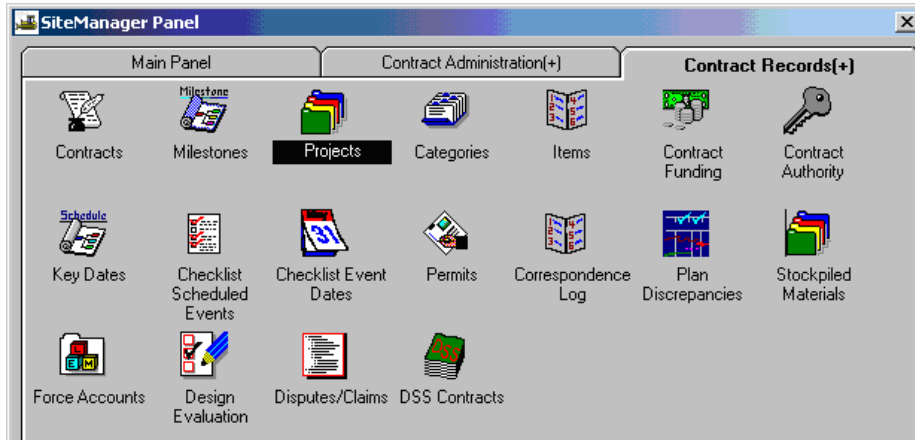 SiteManager Panel
Main Panel
Contract Administration(+)
Contract Records(+)
Milestone
Contracts
Milestones
Projects
Categories
Items
Contract
Funding
Contract
Authority
Schedule
31
Key Dates
Checklist
Scheduled
Events
Checklist Event
Dates
Permits
Correspondence
Log
Plan
Discrepancies
Stockpiled
Materials
L
E M
DSS
Force Accounts
Design
Evaluation
Disputes/Claims
DSS Contracts